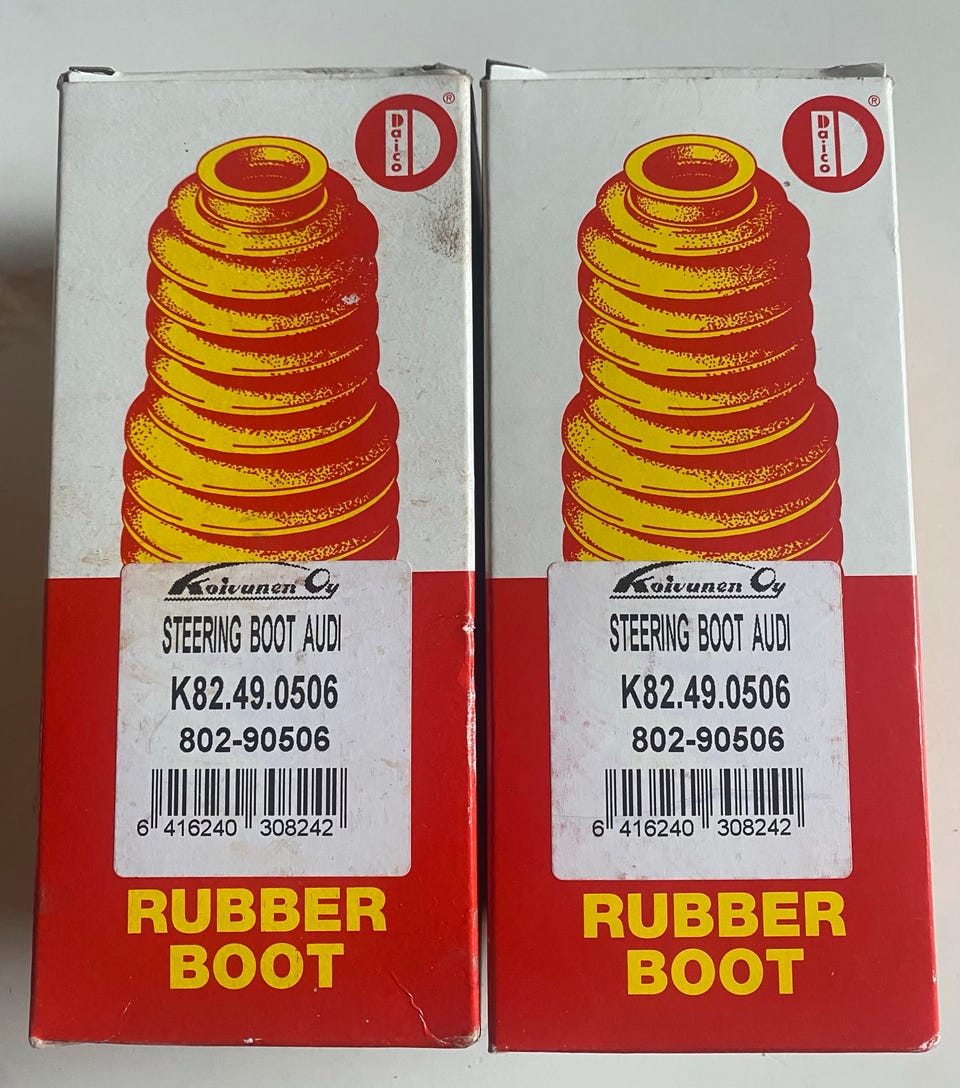 Daico
®
Koivunen Oy
STEERING BOOT AUDI
K82.49.0506
802-90506
6 416240 308242
RUBBER
BOOT
Daico
®
Koivunen Oy
STEERING BOOT AUDI
K82.49.0506
802-90506
6 416240 308242
RUBBER
BOOT